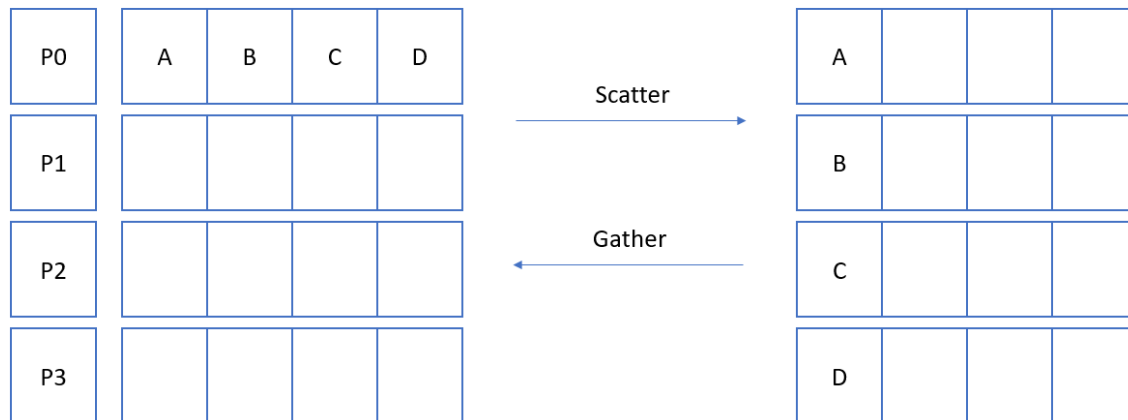 P0 A B C D A
Scatter
P1 B
Gather
P2 C
P3 D